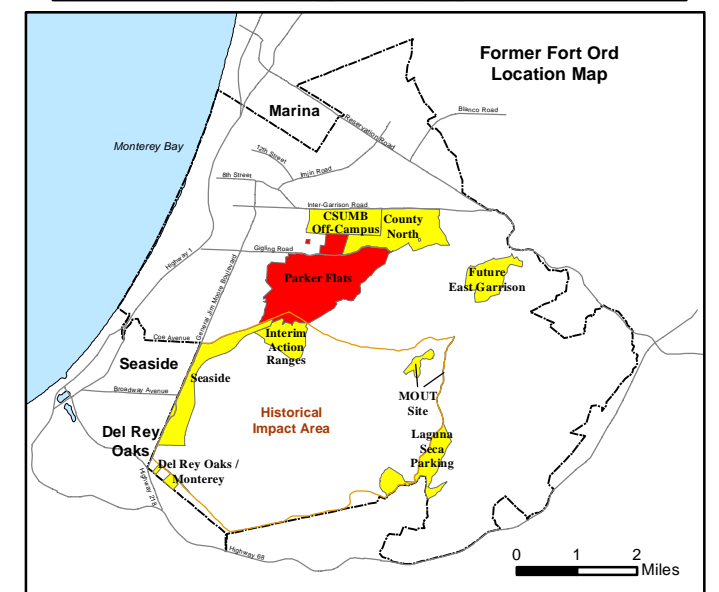 Former Fort Ord
Location Map
Marina
Blanco Road
Reservation Road
Monterey Bay
12th Street
Imjin Road
8th Street
Inter-Garrison Road
CSUMB
Off-Campus
County
North
Gigling Road
Highway 1
General Jim Moore Boulevard
Parker Flats
Future
East Garrison
Coe Avenue
Interim
Action
Ranges
Seaside
Seaside
Broadway Avenue
MOUT
Site
Historical
Impact Area
Del Rey
Oaks
Laguna
Seca
Parking
Del Rey Oaks /
Monterey
Highway 218
Highway 68
0 1 2
Miles